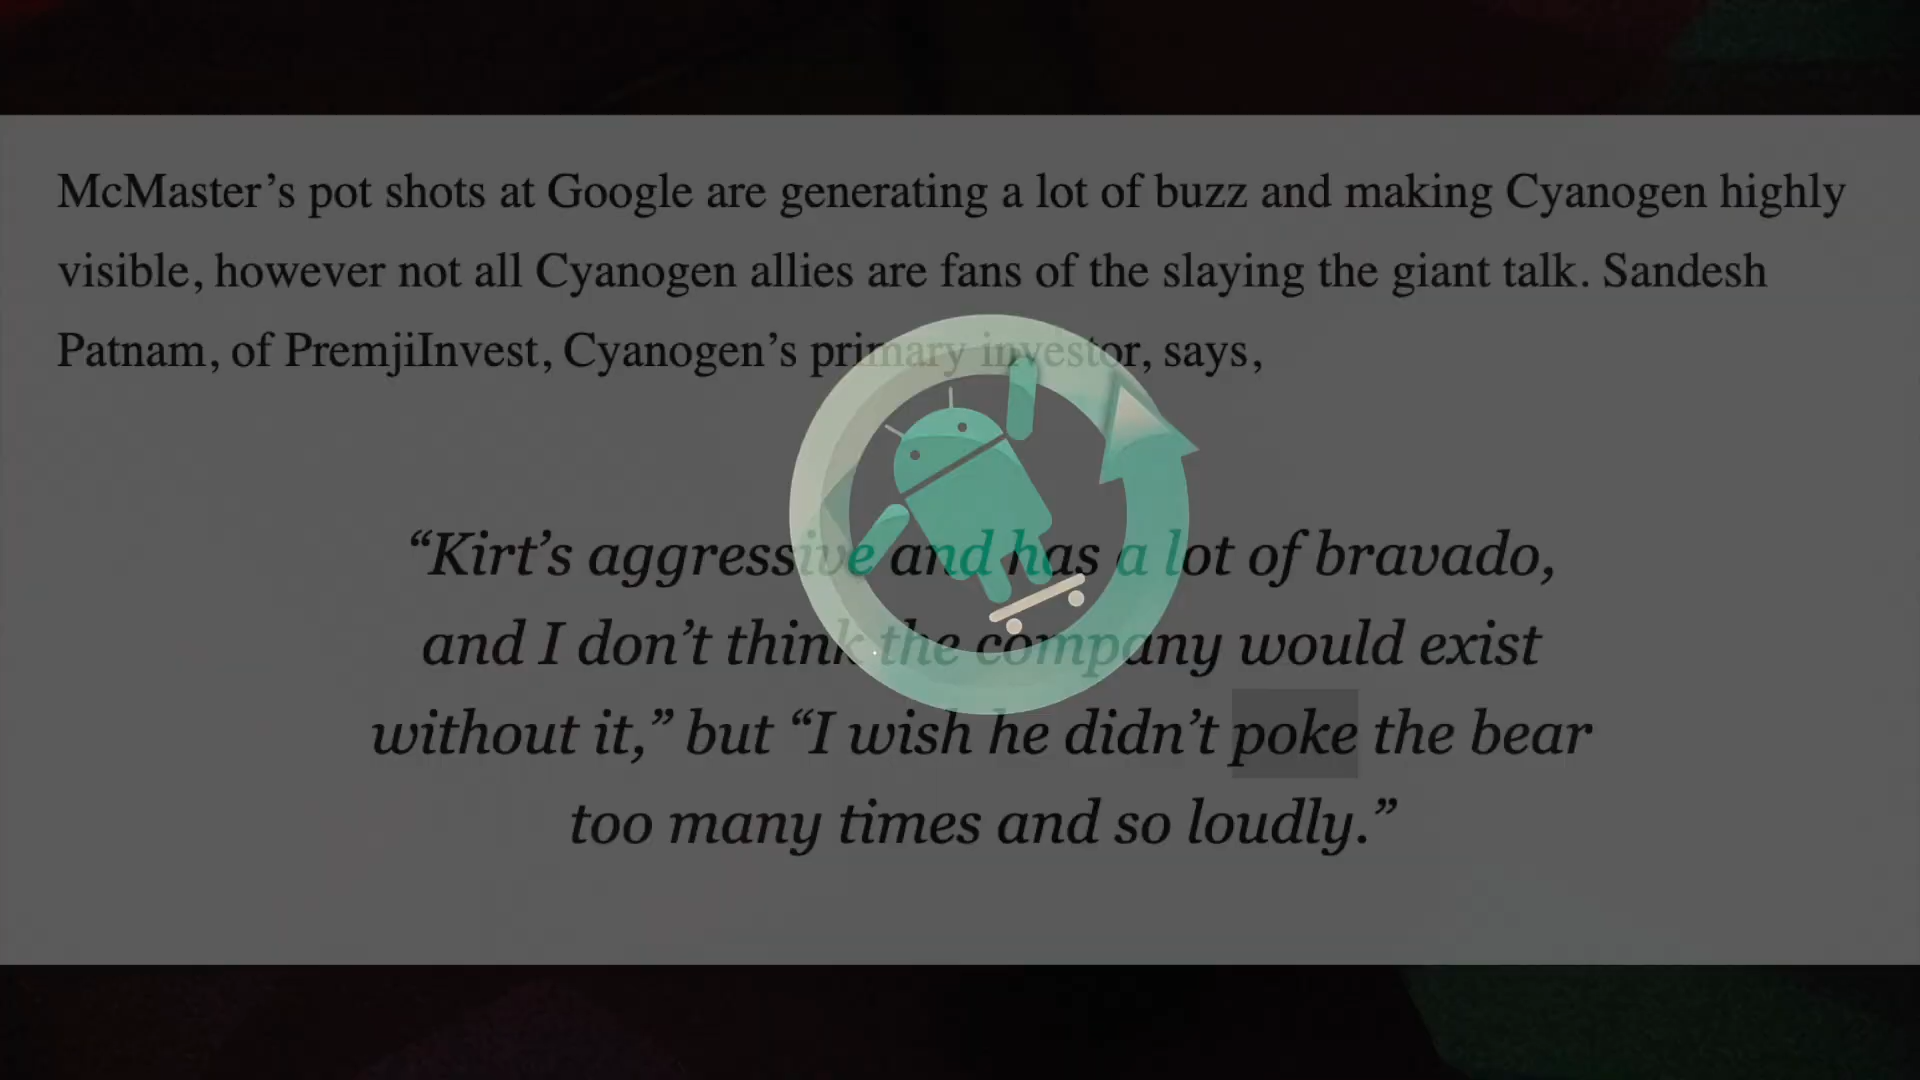 McMaster’s pot shots at Google are generating a lot of buzz and making Cyanogen highly
visible, however not all Cyanogen allies are fans of the slaying the giant talk. Sandesh
Patnam, of PremjiInvest, Cyanogen’s primary investor, says,
“Kirt’s aggressive and has a lot of bravado,
and I don’t think the company would exist
without it,” but “I wish he didn’t poke the bear
too many times and so loudly.”